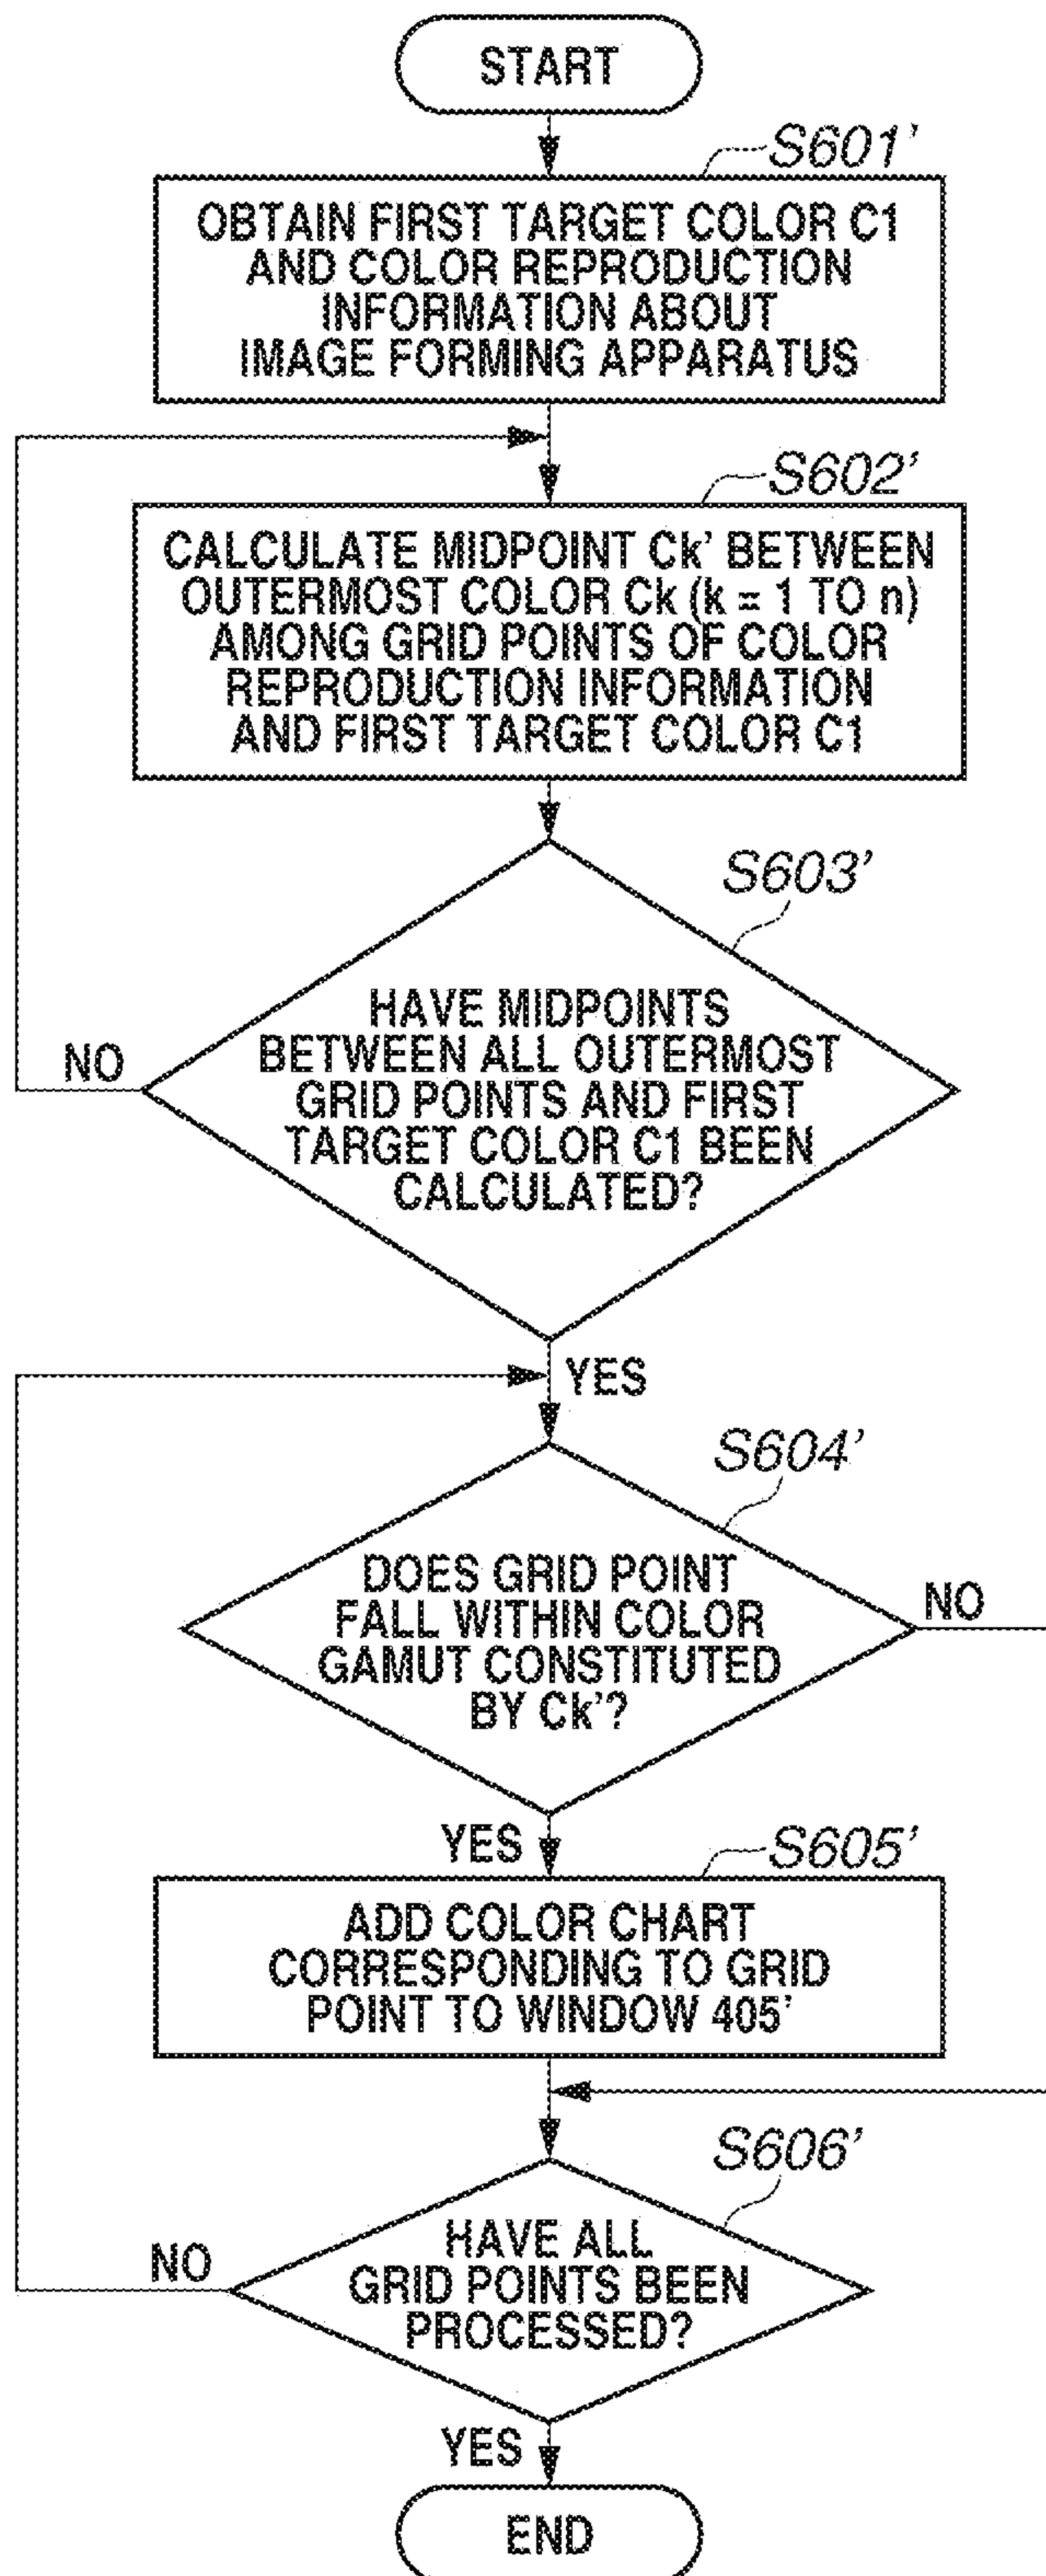 START
S601'
OBTAIN FIRST TARGET COLOR C1
AND COLOR REPRODUCTION
INFORMATION ABOUT
IMAGE FORMING APPARATUS
S602'
CALCULATE MIDPOINT Ck' BETWEEN
OUTERMOST COLOR Ck (k = 1 TO n)
AMONG GRID POINTS OF COLOR
REPRODUCTION INFORMATION
AND FIRST TARGET COLOR C1
S603'
HAVE MIDPOINTS
BETWEEN ALL OUTERMOST
GRID POINTS AND FIRST
TARGET COLOR C1 BEEN
CALCULATED?
NO
YES
S604'
DOES GRID POINT
FALL WITHIN COLOR
GAMUT CONSTITUTED
BY Ck'?
NO
YES
S605'
ADD COLOR CHART
CORRESPONDING TO GRID
POINT TO WINDOW 405'
S606'
HAVE ALL
GRID POINTS BEEN
PROCESSED?
NO
YES
END